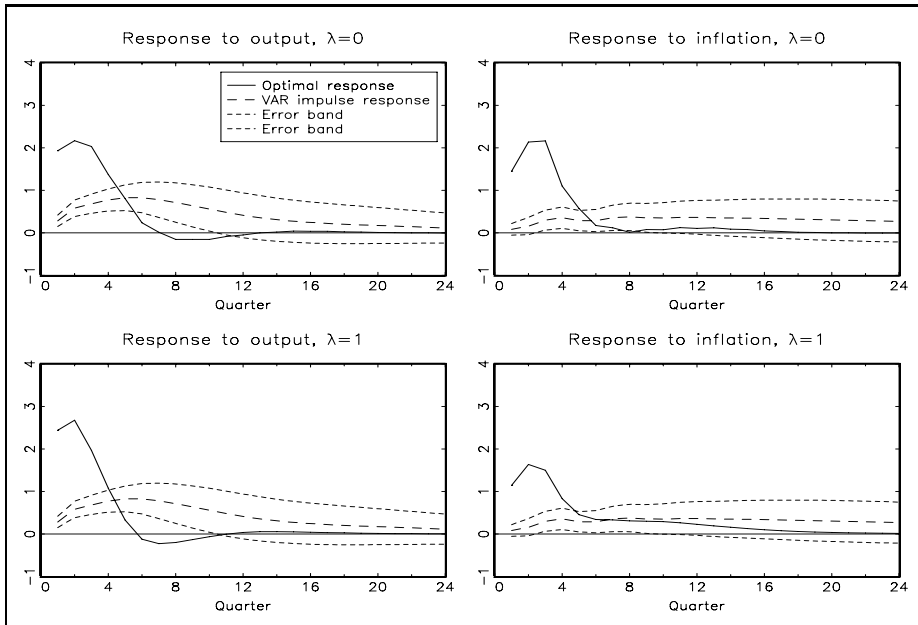 Response to output, λ=0
4
3
2
1
0
−1
0 4 8 12 16 20 24
Quarter
Optimal response
VAR impulse response
Error band
Error band
Response to inflation, λ=0
4
3
2
1
0
−1
0 4 8 12 16 20 24
Quarter
Response to output, λ=1
4
3
2
1
0
−1
0 4 8 12 16 20 24
Quarter
Response to inflation, λ=1
4
3
2
1
0
−1
0 4 8 12 16 20 24
Quarter